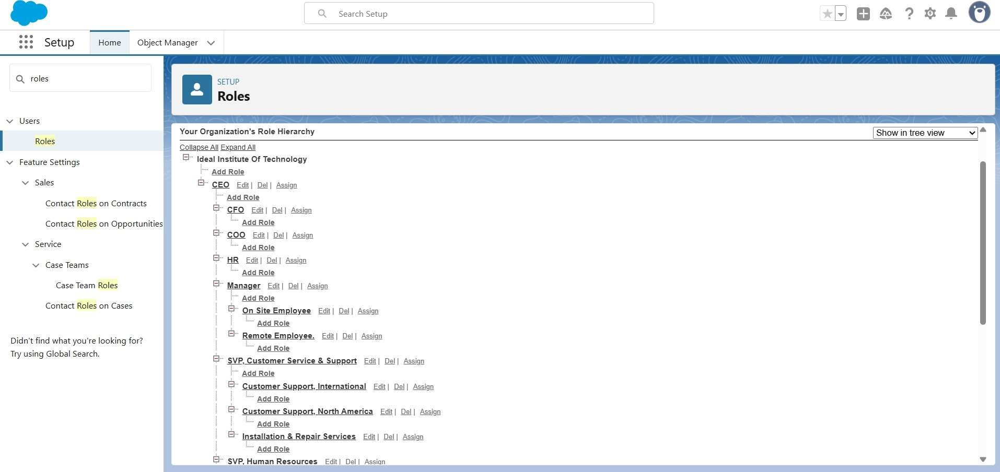 Search Setup
Setup
Home
Object Manager
roles
Users
Roles
Feature Settings
Sales
Contact Roles on Contracts
Contact Roles on Opportunities
Service
Case Teams
Case Team Roles
Contact Roles on Cases
Didn't find what you're looking for?
Try using Global Search.
SETUP
Roles
Your Organization's Role Hierarchy
Show in tree view
Collapse All Expand All
Ideal Institute Of Technology
Add Role
CEO Edit | Del | Assign
Add Role
CFO Edit | Del | Assign
Add Role
COO Edit | Del | Assign
Add Role
HR Edit | Del | Assign
Add Role
Manager Edit | Del | Assign
Add Role
On Site Employee Edit | Del | Assign
Add Role
Remote Employee. Edit | Del | Assign
Add Role
SVP, Customer Service & Support Edit | Del | Assign
Add Role
Customer Support, International Edit | Del | Assign
Add Role
Customer Support, North America Edit | Del | Assign
Add Role
Installation & Repair Services Edit | Del | Assign
Add Role
SVP, Human Resources Edit | Del | Assign